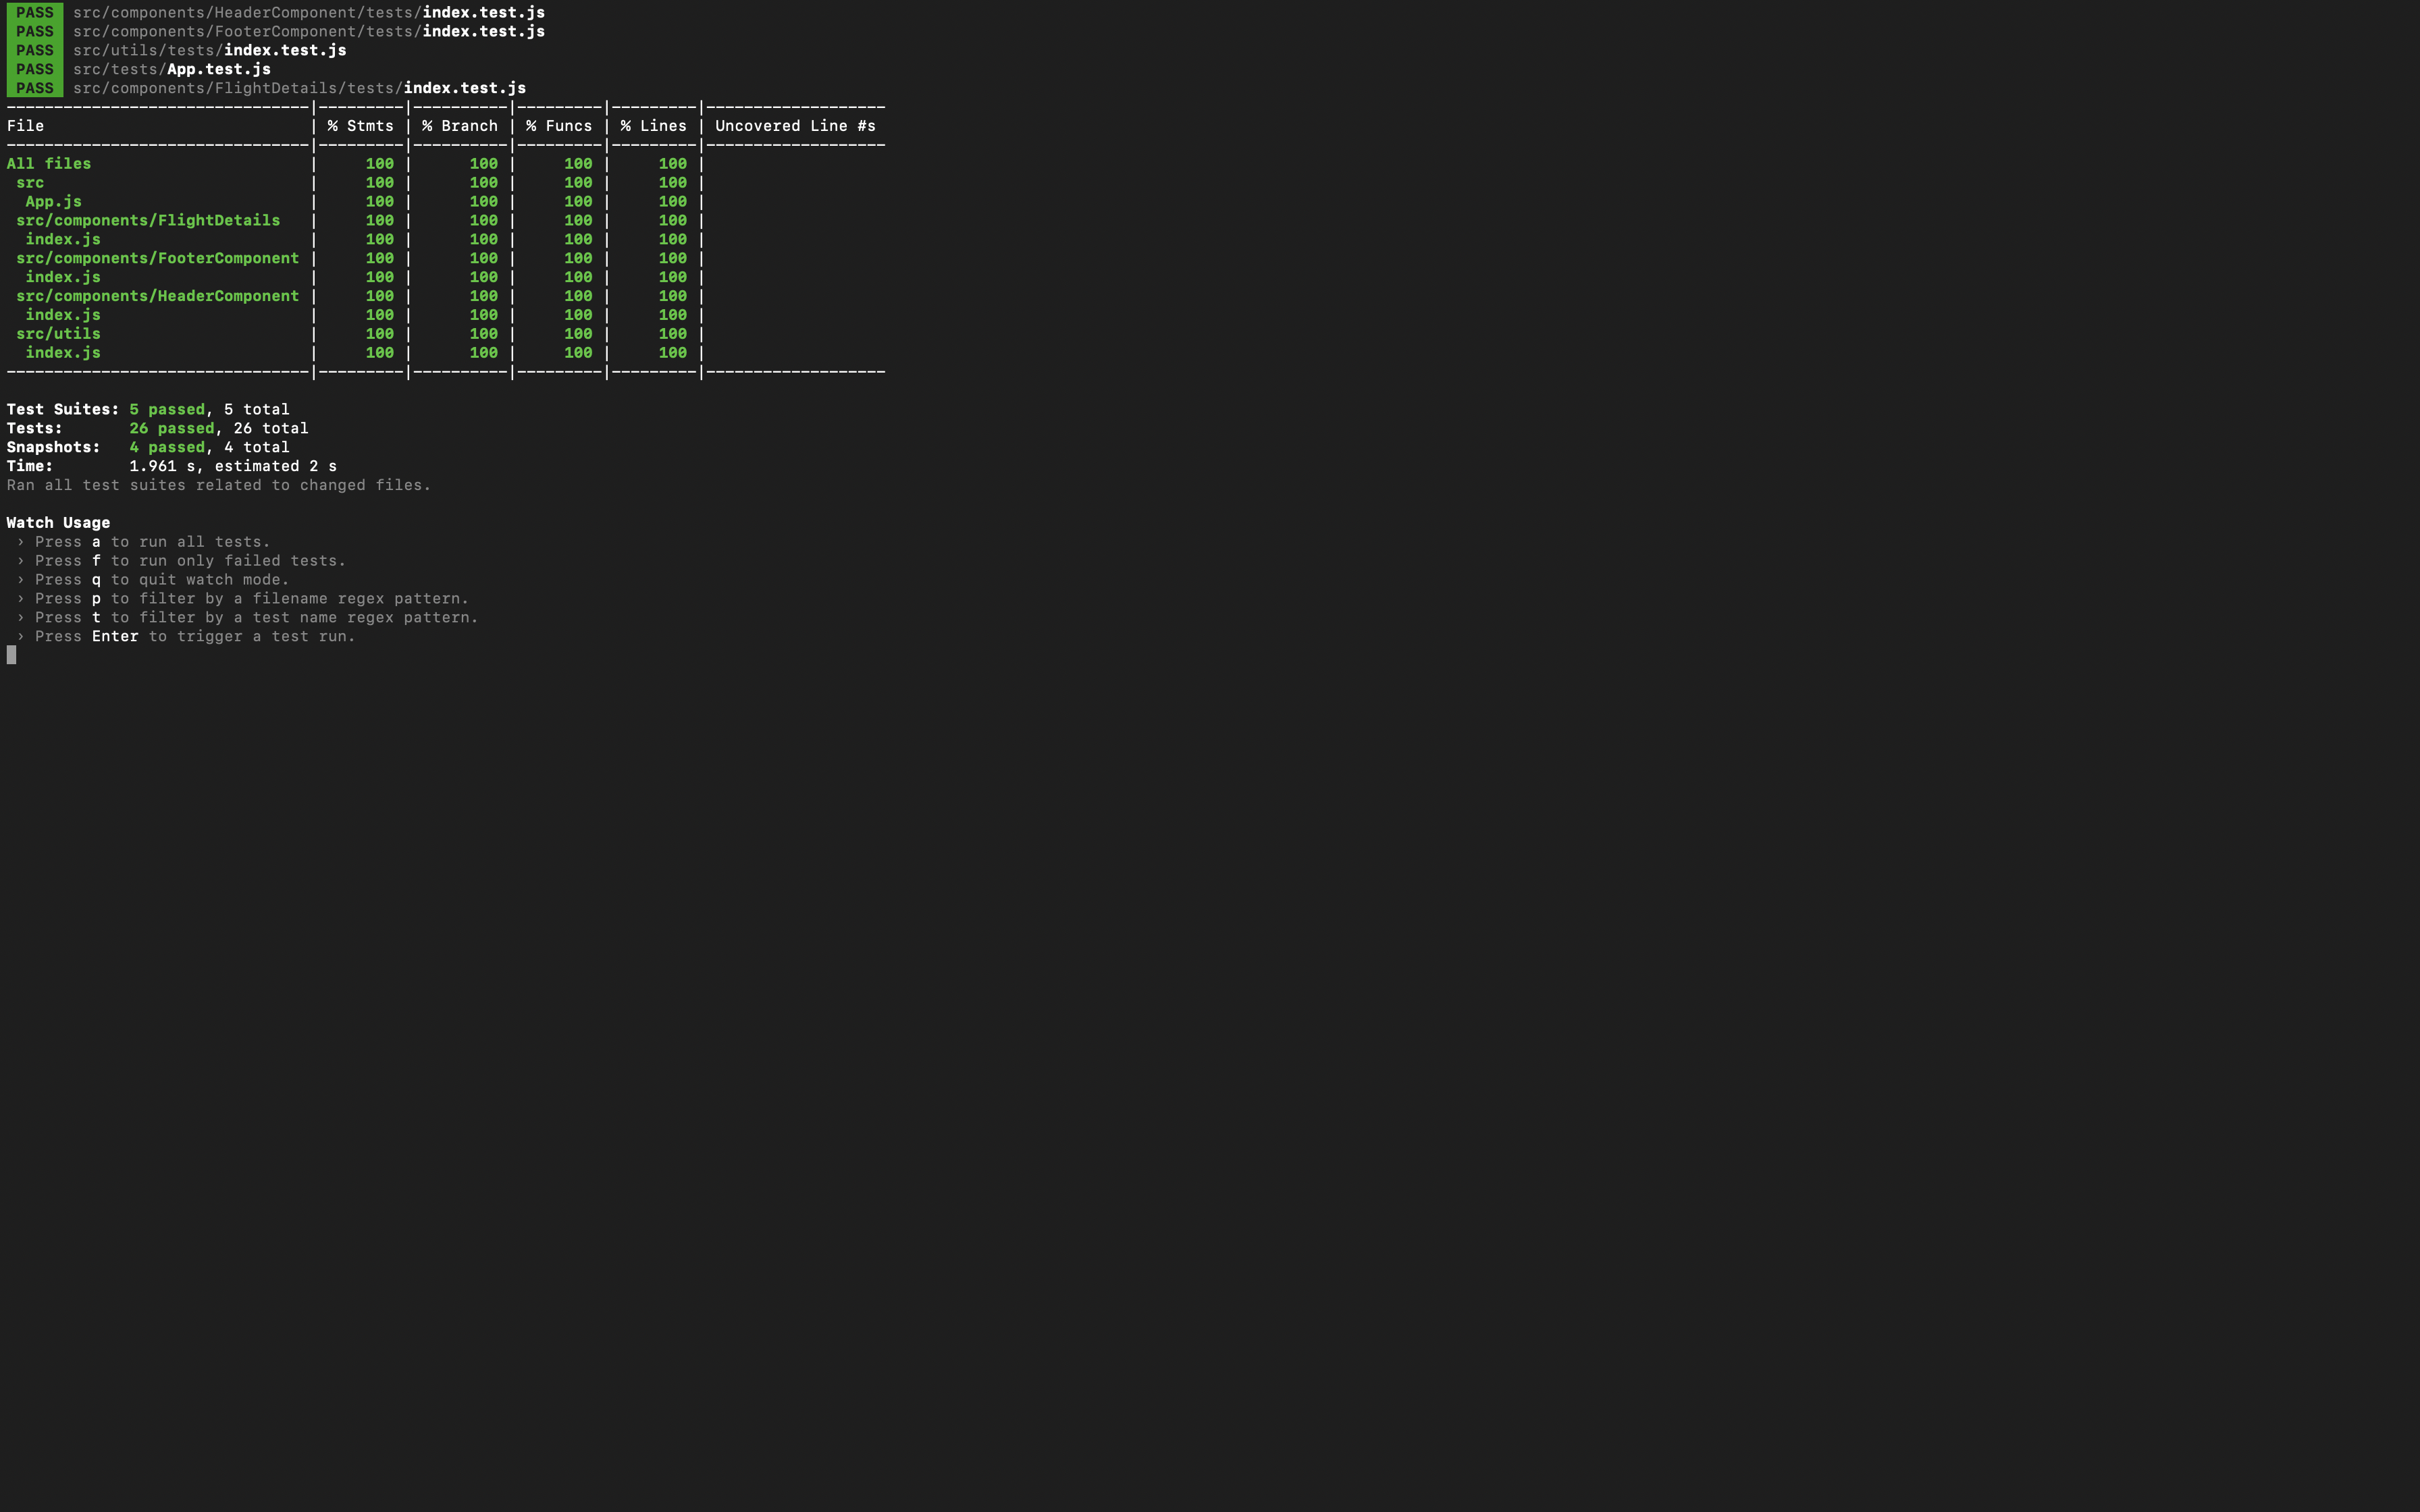 PASS src/components/HeaderComponent/tests/index.test.js
PASS src/components/FooterComponent/tests/index.test.js
PASS src/utils/tests/index.test.js
PASS src/tests/App.test.js
PASS src/components/FlightDetails/tests/index.test.js
--------------------------------|---------|----------|---------|---------|-------------------
File                            | % Stmts | % Branch | % Funcs | % Lines | Uncovered Line #s
--------------------------------|---------|----------|---------|---------|-------------------
All files                       |     100 |      100 |     100 |     100 |
 src                            |     100 |      100 |     100 |     100 |
  App.js                        |     100 |      100 |     100 |     100 |
 src/components/FlightDetails   |     100 |      100 |     100 |     100 |
  index.js                      |     100 |      100 |     100 |     100 |
 src/components/FooterComponent |     100 |      100 |     100 |     100 |
  index.js                      |     100 |      100 |     100 |     100 |
 src/components/HeaderComponent |     100 |      100 |     100 |     100 |
  index.js                      |     100 |      100 |     100 |     100 |
 src/utils                      |     100 |      100 |     100 |     100 |
  index.js                      |     100 |      100 |     100 |     100 |
--------------------------------|---------|----------|---------|---------|-------------------
Test Suites: 5 passed, 5 total
Tests:       26 passed, 26 total
Snapshots:   4 passed, 4 total
Time:        1.961 s, estimated 2 s
Ran all test suites related to changed files.
Watch Usage
 › Press a to run all tests.
 › Press f to run only failed tests.
 › Press q to quit watch mode.
 › Press p to filter by a filename regex pattern.
 › Press t to filter by a test name regex pattern.
 › Press Enter to trigger a test run.